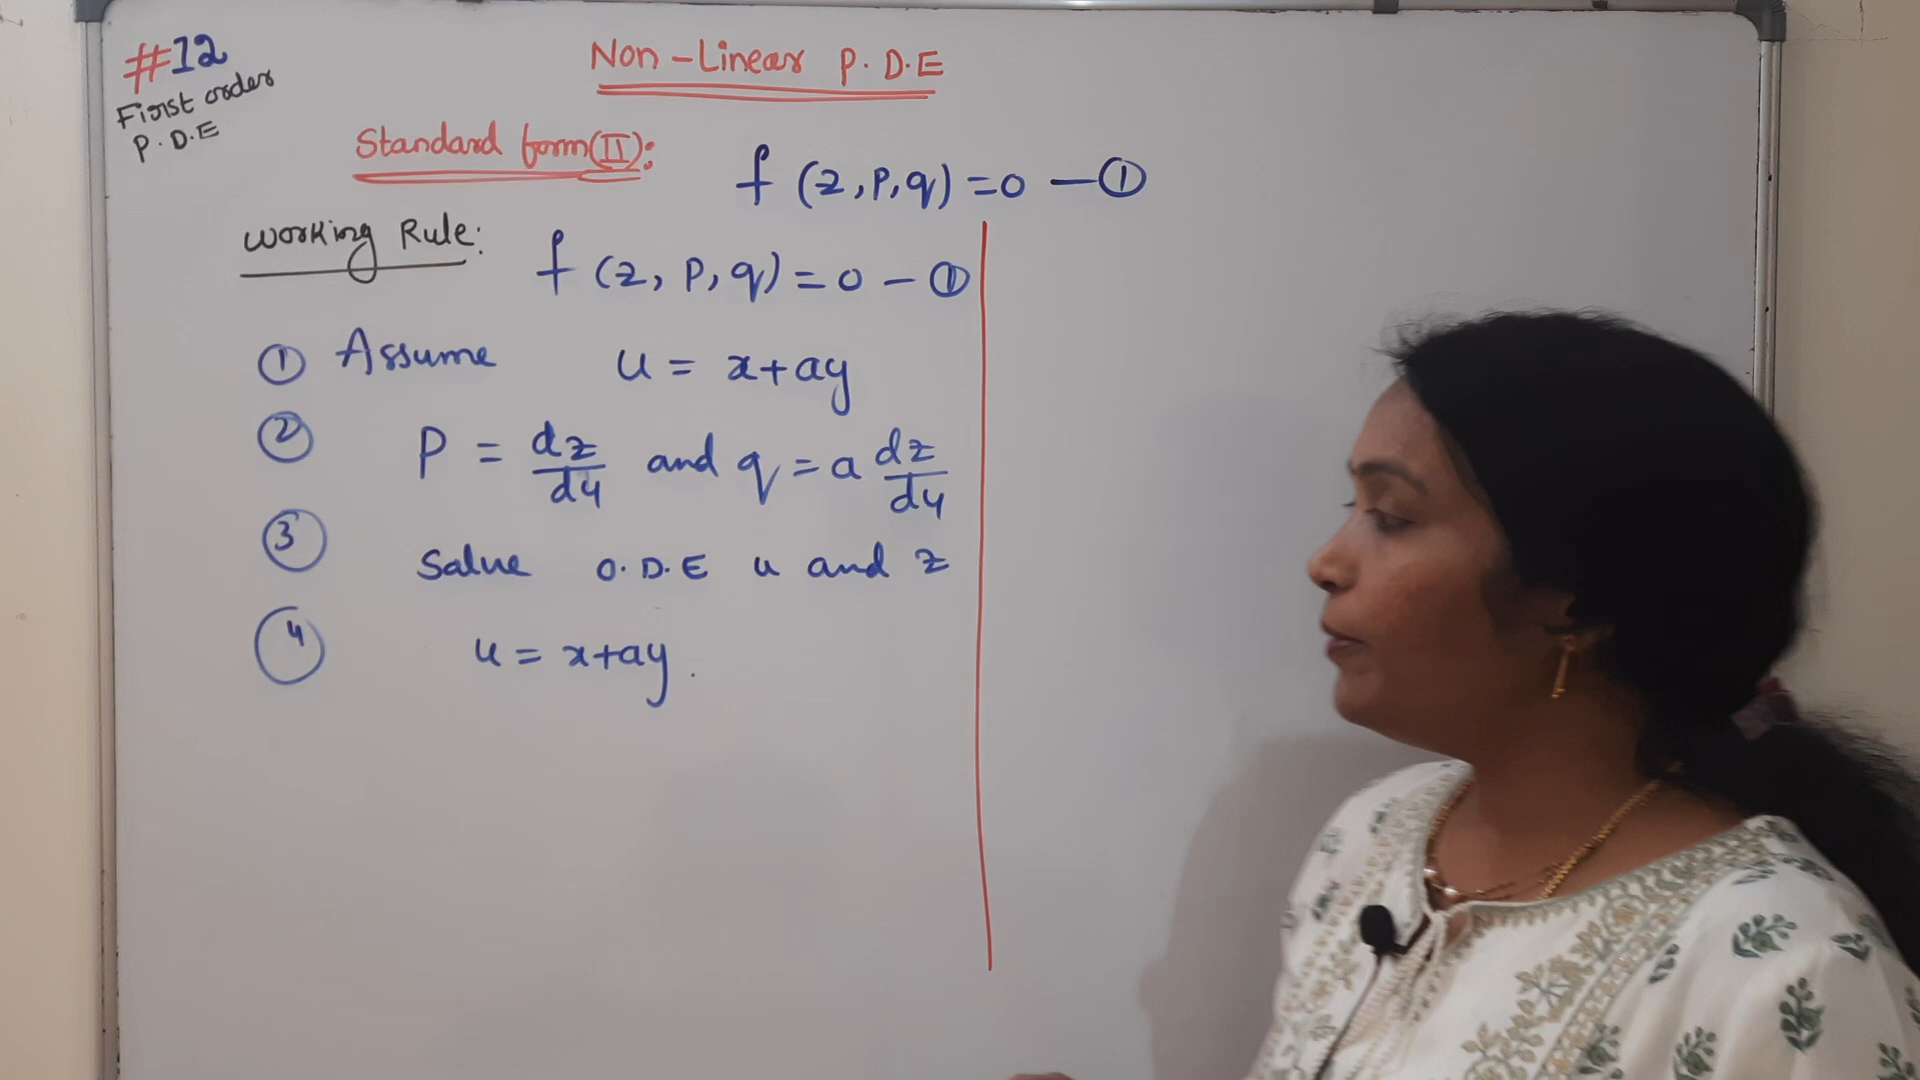 #12
First order
P.D.E
Non-Linear P.D.E
Standard form(II):
f (z,p,q) =0 — ①
Working Rule:
f (z, p, q) = 0 — ①
① Assume u = x+ay
② P = dz/du and q = a dz/du
③ Solve O.D.E u and z
④ u = x+ay.